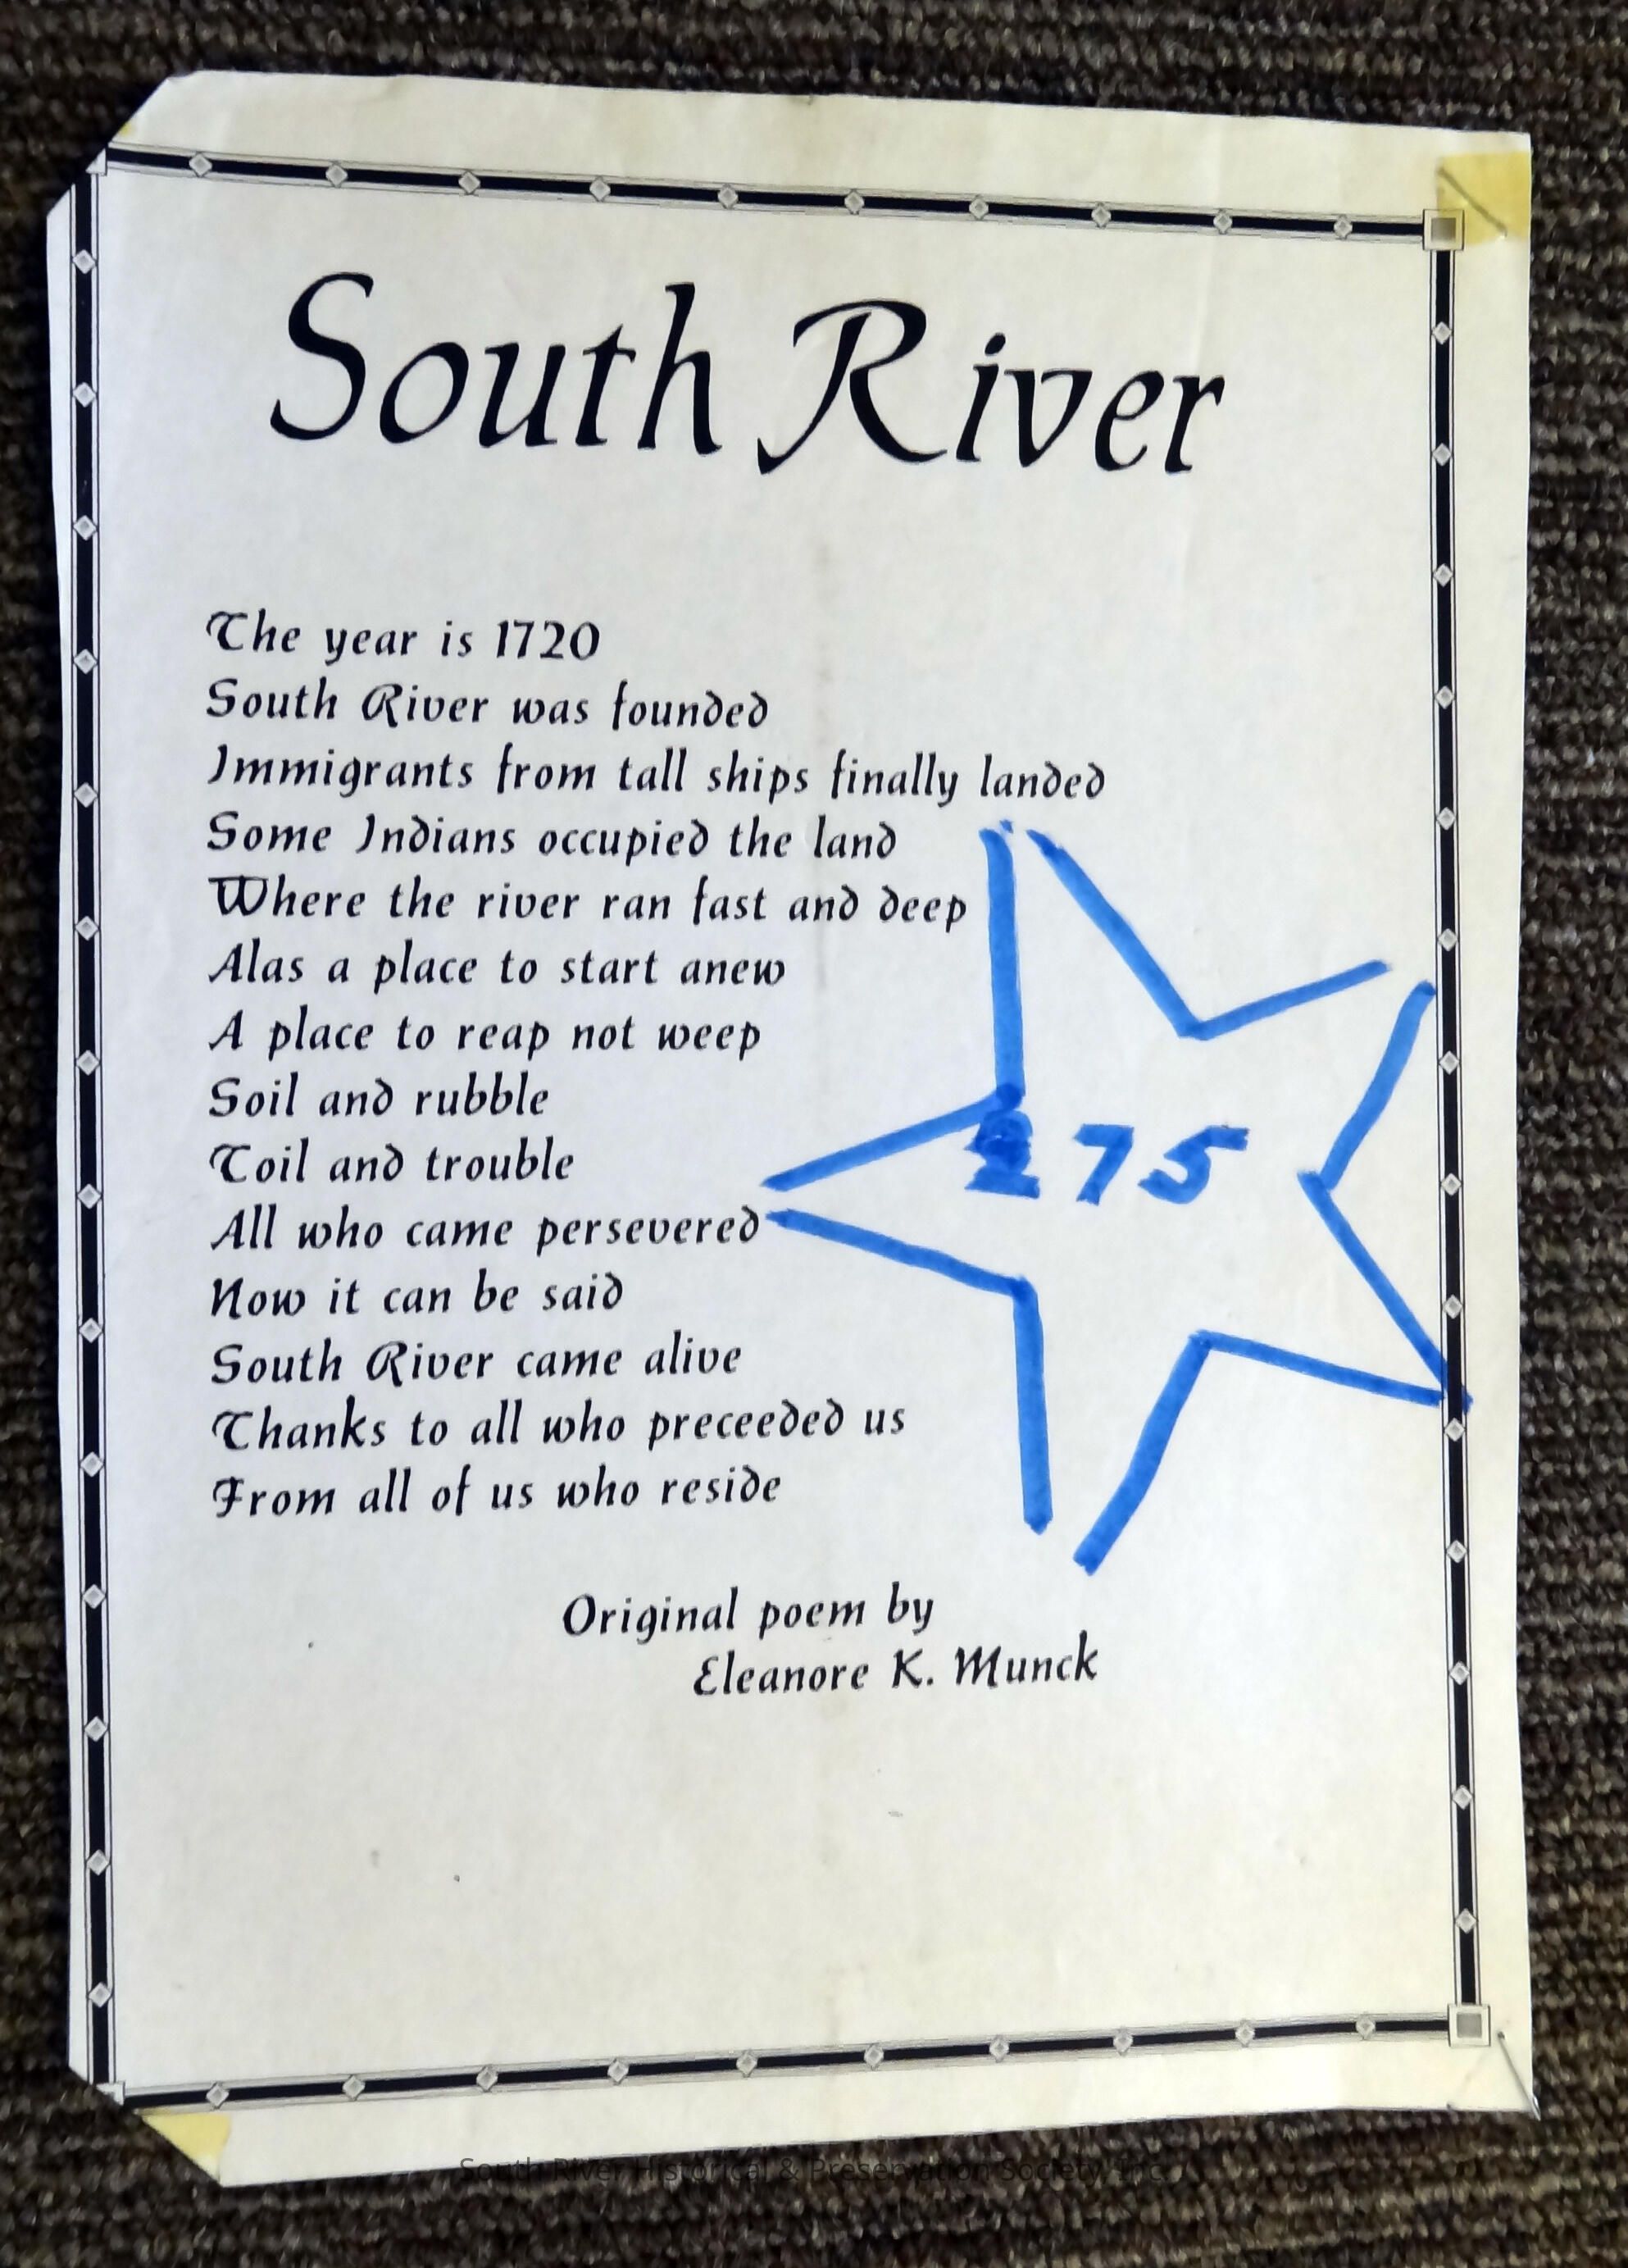 South River
The year is 1720
South River was founded
Immigrants from tall ships finally landed
Some Indians occupied the land
Where the river ran fast and deep
Alas a place to start anew
A place to reap not weep
Soil and rubble
Toil and trouble
All who came persevered
Now it can be said
South River came alive
Thanks to all who preceeded us
From all of us who reside
275
Original poem by
Eleanore K. Munck
South River Historical & Preservation Society, Inc.